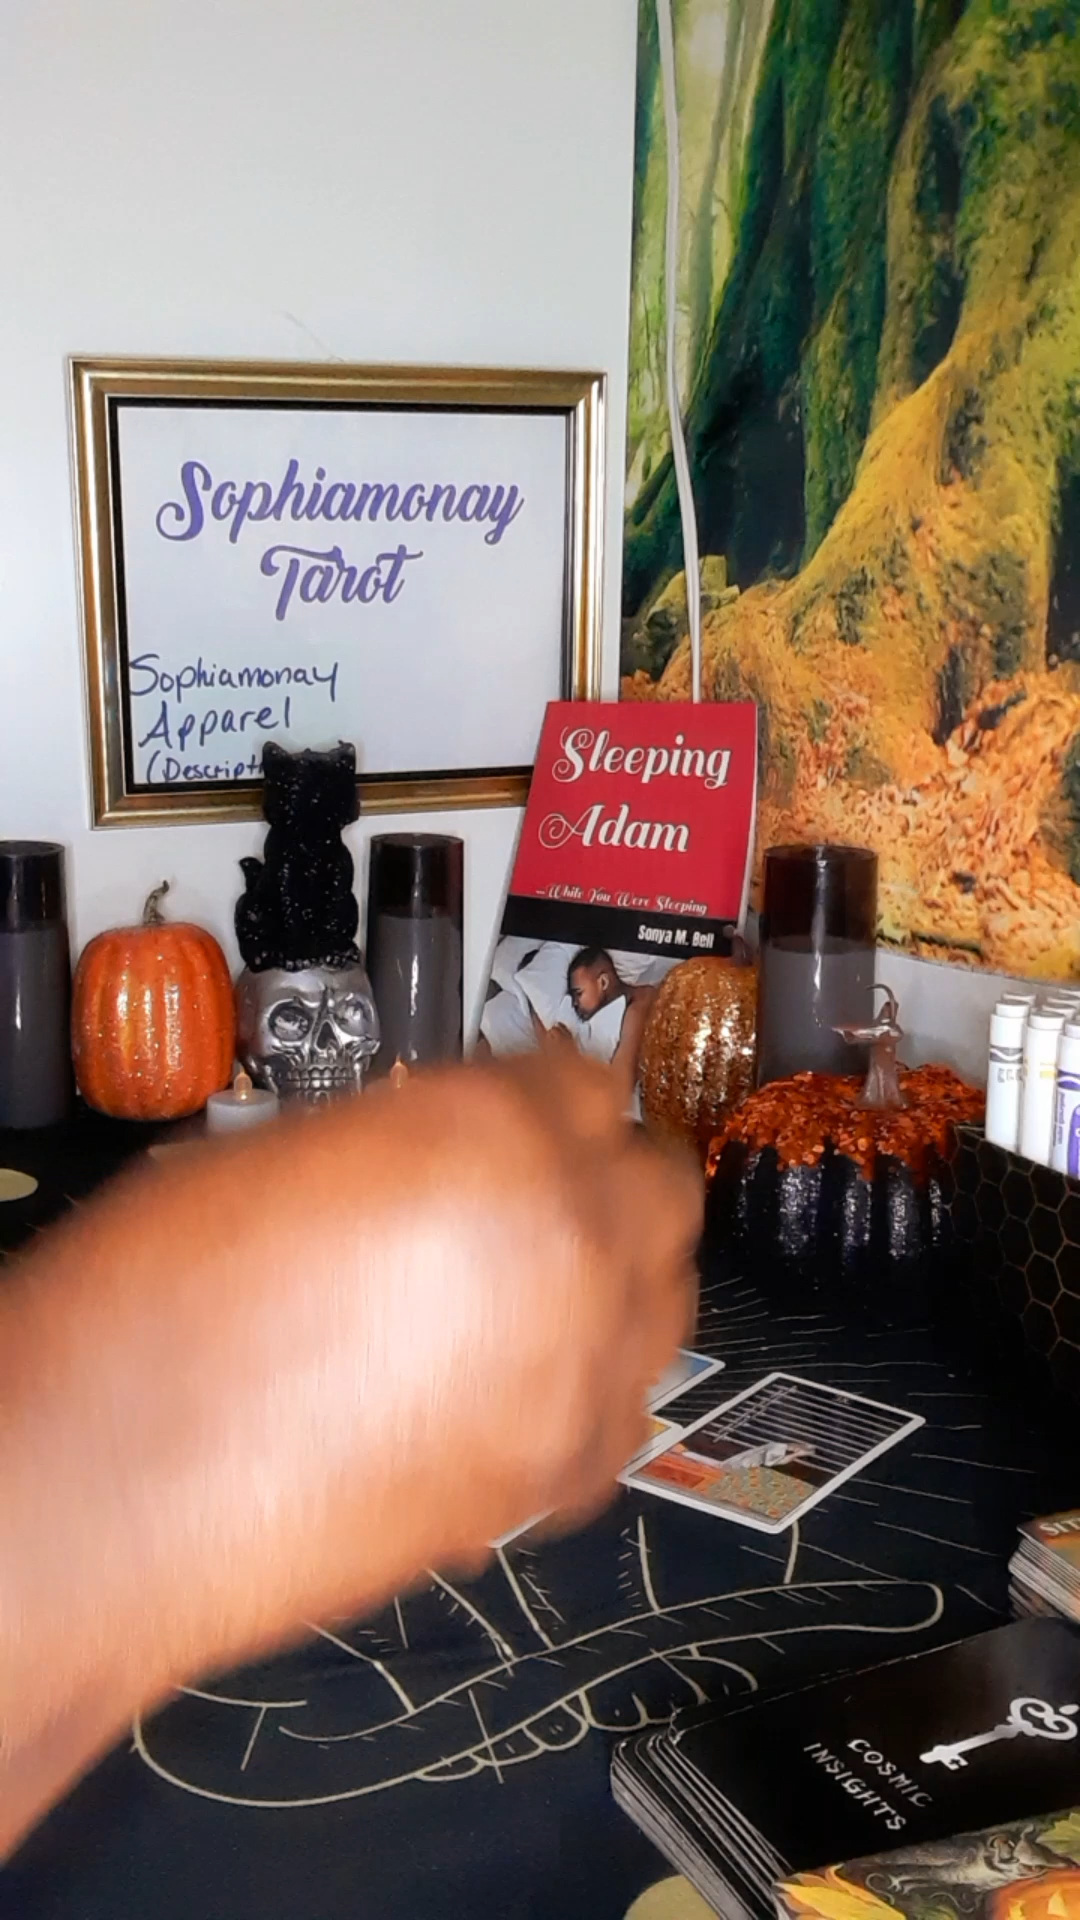 Sophiamonay
Tarot
Sophiamonay
Apparel
Sleeping
Adam
—While You Were Sleeping
Sonya M. Bell
COSMIC
INSIGHTS